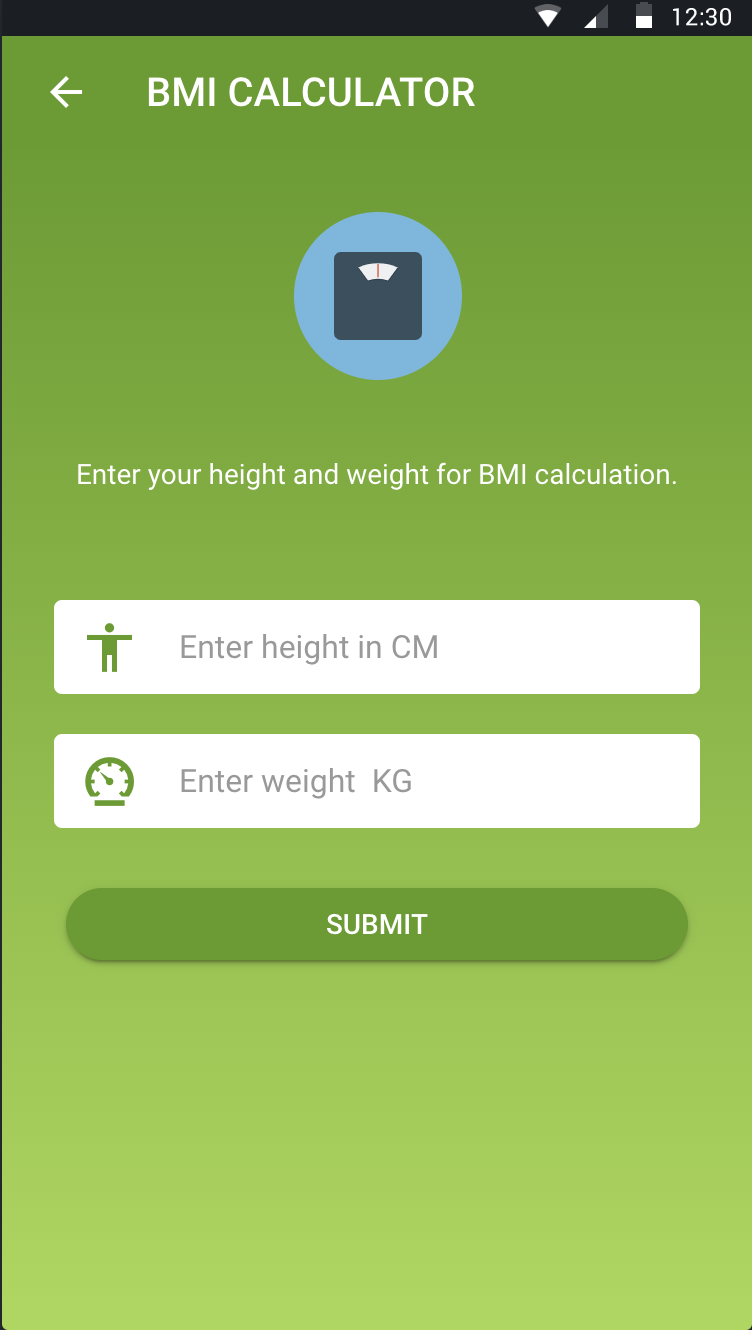 12:30
BMI CALCULATOR
Enter your height and weight for BMI calculation.
Enter height in CM
Enter weight  KG
SUBMIT